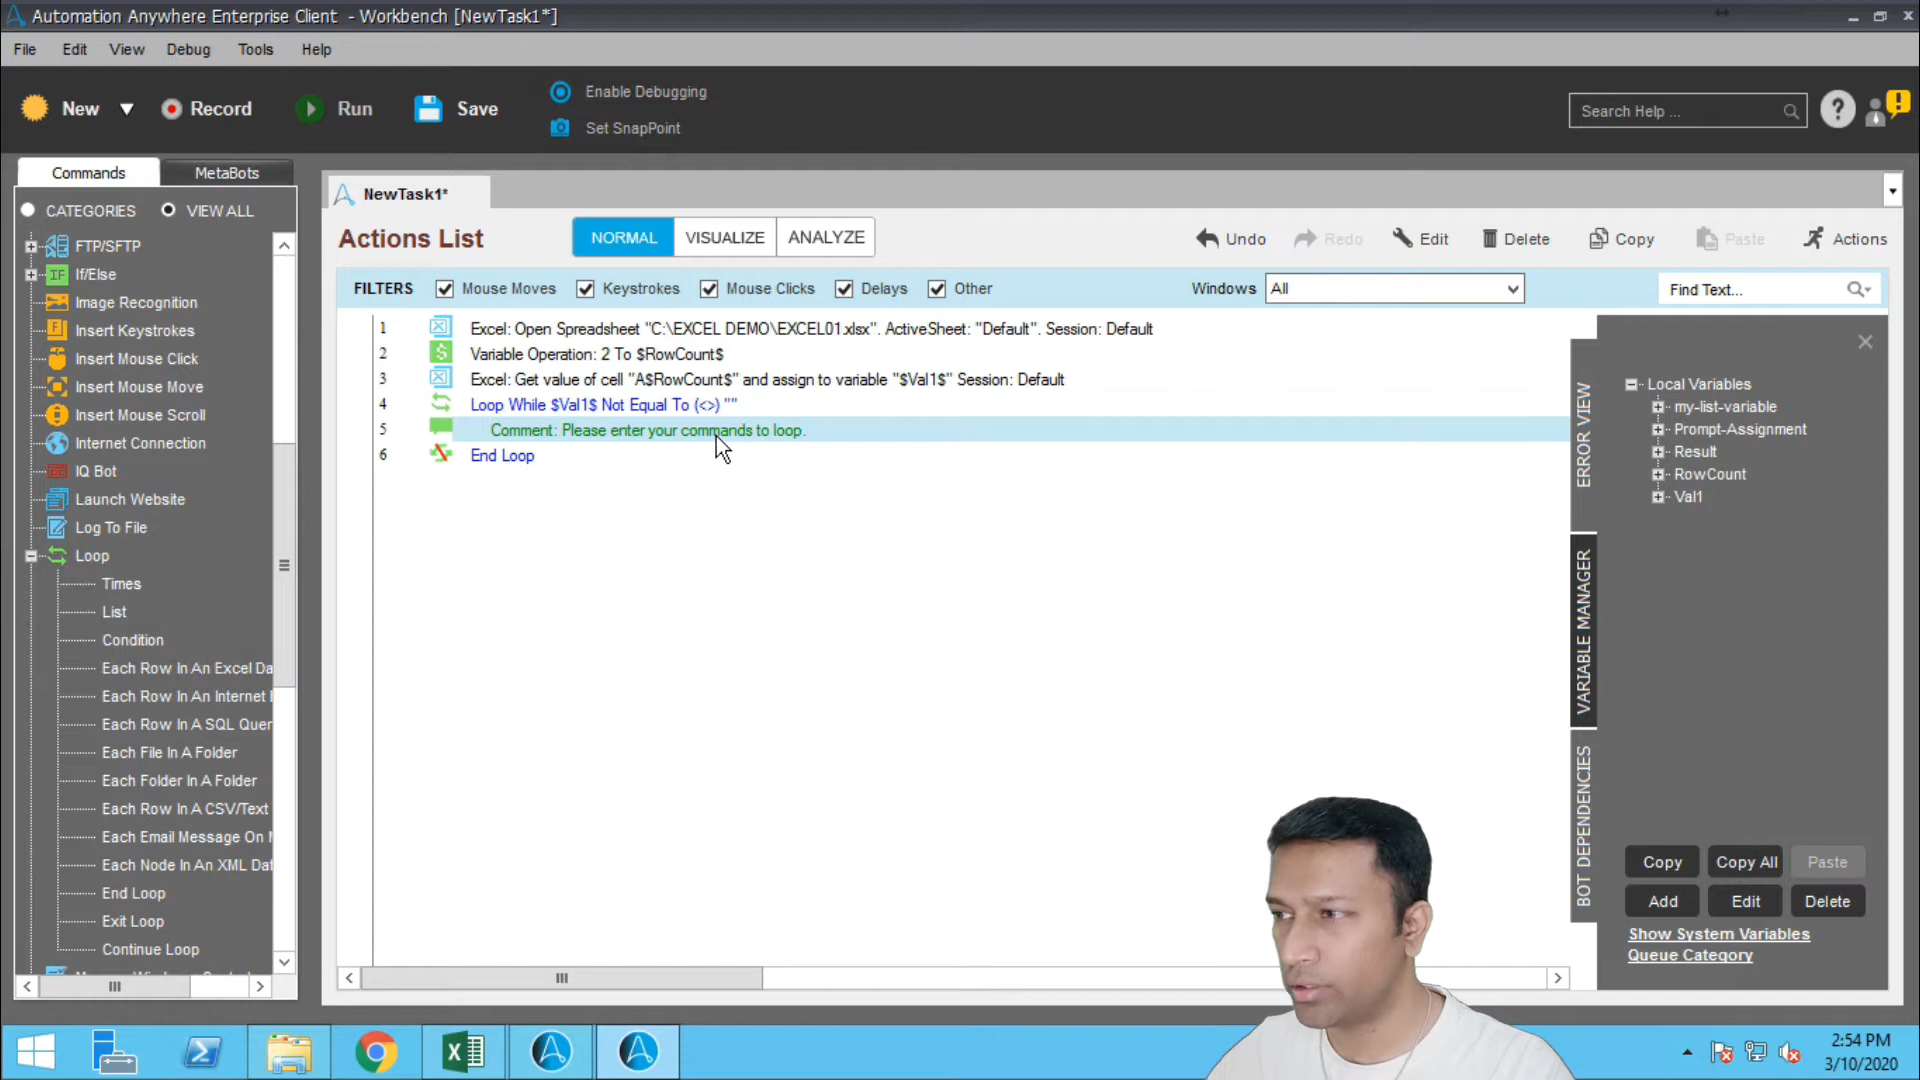 Automation Anywhere Enterprise Client - Workbench [NewTask1*]
File Edit View Debug Tools Help
New Record Run Save
Enable Debugging
Set SnapPoint
Search Help ...
Commands MetaBots
CATEGORIES VIEW ALL
FTP/SFTP
If/Else
Image Recognition
Insert Keystrokes
Insert Mouse Click
Insert Mouse Move
Insert Mouse Scroll
Internet Connection
IQ Bot
Launch Website
Log To File
Loop
Times
List
Condition
Each Row In An Excel Da
Each Row In An Internet
Each Row In A SQL Quer
Each File In A Folder
Each Folder In A Folder
Each Row In A CSV/Text
Each Email Message On
Each Node In An XML Dat
End Loop
Exit Loop
Continue Loop
NewTask1*
Actions List NORMAL VISUALIZE ANALYZE Undo Redo Edit Delete Copy Paste Actions
FILTERS Mouse Moves Keystrokes Mouse Clicks Delays Other Windows All Find Text...
1 Excel: Open Spreadsheet "C:\EXCEL DEMO\EXCEL01.xlsx". ActiveSheet: "Default". Session: Default
2 Variable Operation: 2 To $RowCount$
3 Excel: Get value of cell "A$RowCount$" and assign to variable "$Val1$" Session: Default
4 Loop While $Val1$ Not Equal To (<>) ""
5 Comment: Please enter your commands to loop.
6 End Loop
ERROR VIEW
VARIABLE MANAGER
BOT DEPENDENCIES
Local Variables
my-list-variable
Prompt-Assignment
Result
RowCount
Val1
Copy Copy All Paste
Add Edit Delete
Show System Variables
Queue Category
2:54 PM
3/10/2020